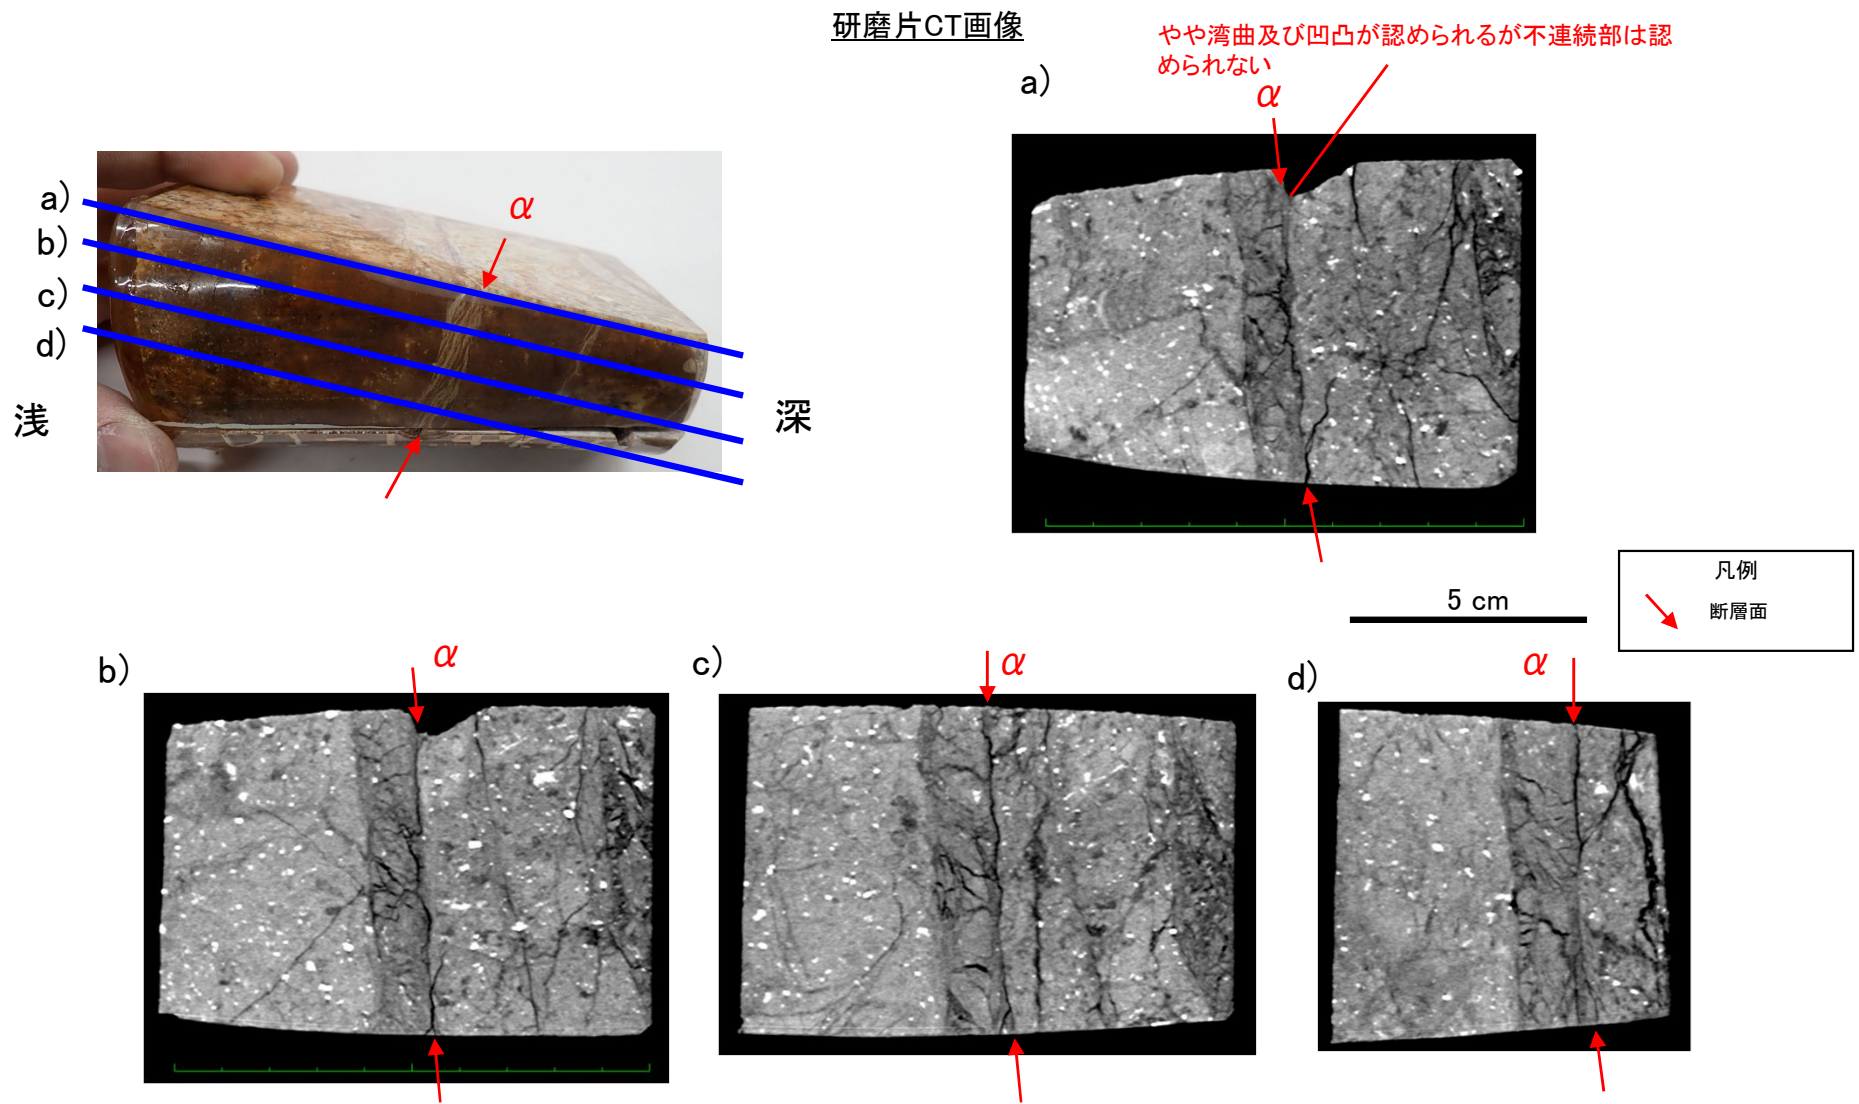 研磨片CT画像
やや湾曲及び凹凸が認められるが不連続部は認
められない
a)
α
a)
b)
c)
d)
α
浅
深
5 cm
凡例
断層面
b)
α
c)
α
d)
α